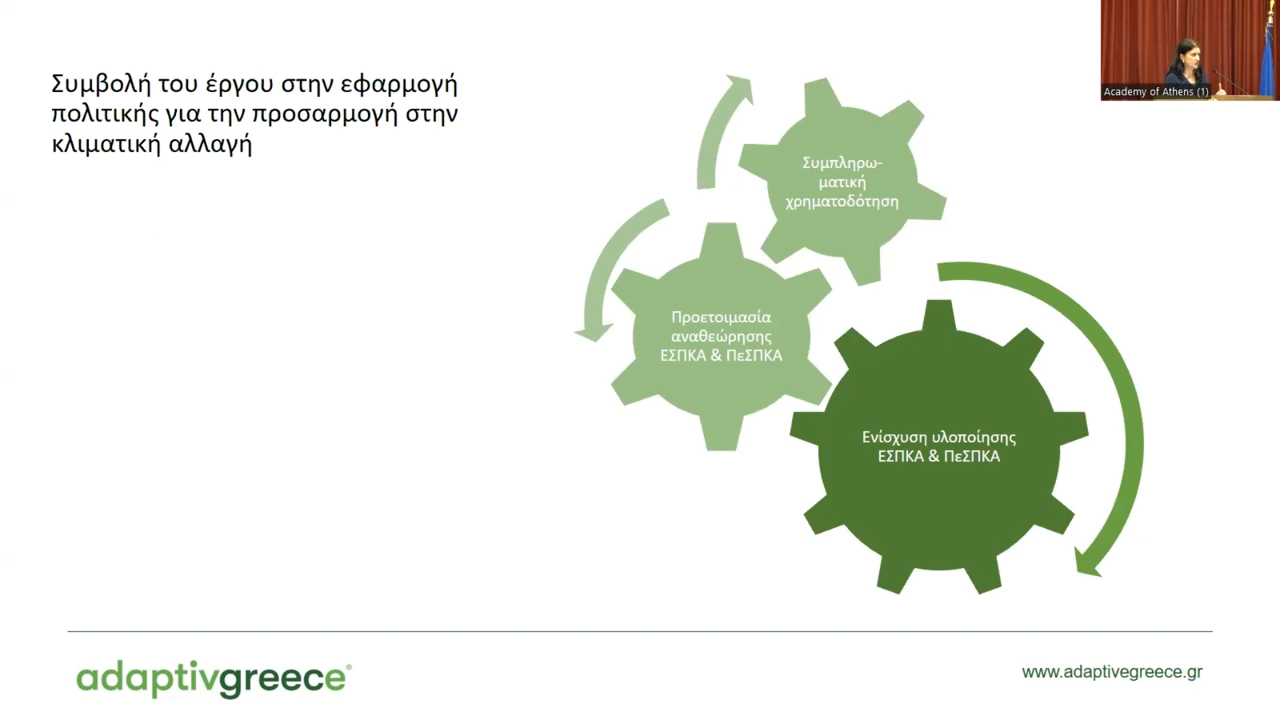 Συμβολή του έργου στην εφαρμογή
πολιτικής για την προσαρμογή στην
κλιματική αλλαγή
Academy of Athens (1)
Συμπληρω-
ματική
χρηματοδότηση
Προετοιμασία
αναθεώρησης
ΕΣΠΚΑ & ΠεΣΠΚΑ
Ενίσχυση υλοποίησης
ΕΣΠΚΑ & ΠεΣΠΚΑ
adaptivgreece®
www.adaptivegreece.gr